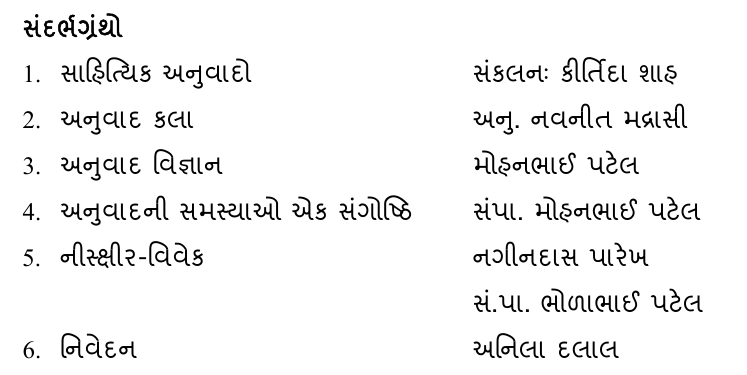 સંદર્ભગ્રંથો
1. સાહિત્યિક અનુવાદો સંકલનઃ કીર્તિદા શાહ
2. અનુવાદ કલા અનુ. નવનીત મદ્રાસી
3. અનુવાદ વિજ્ઞાન મોહનભાઈ પટેલ
4. અનુવાદની સમસ્યાઓ એક સંગોષ્ઠિ સંપા. મોહનભાઈ પટેલ
5. નીસ્ક્ષીર-વિવેક નગીનદાસ પારેખ
સં.પા. ભોળાભાઈ પટેલ
6. નિવેદન અનિલા દલાલ